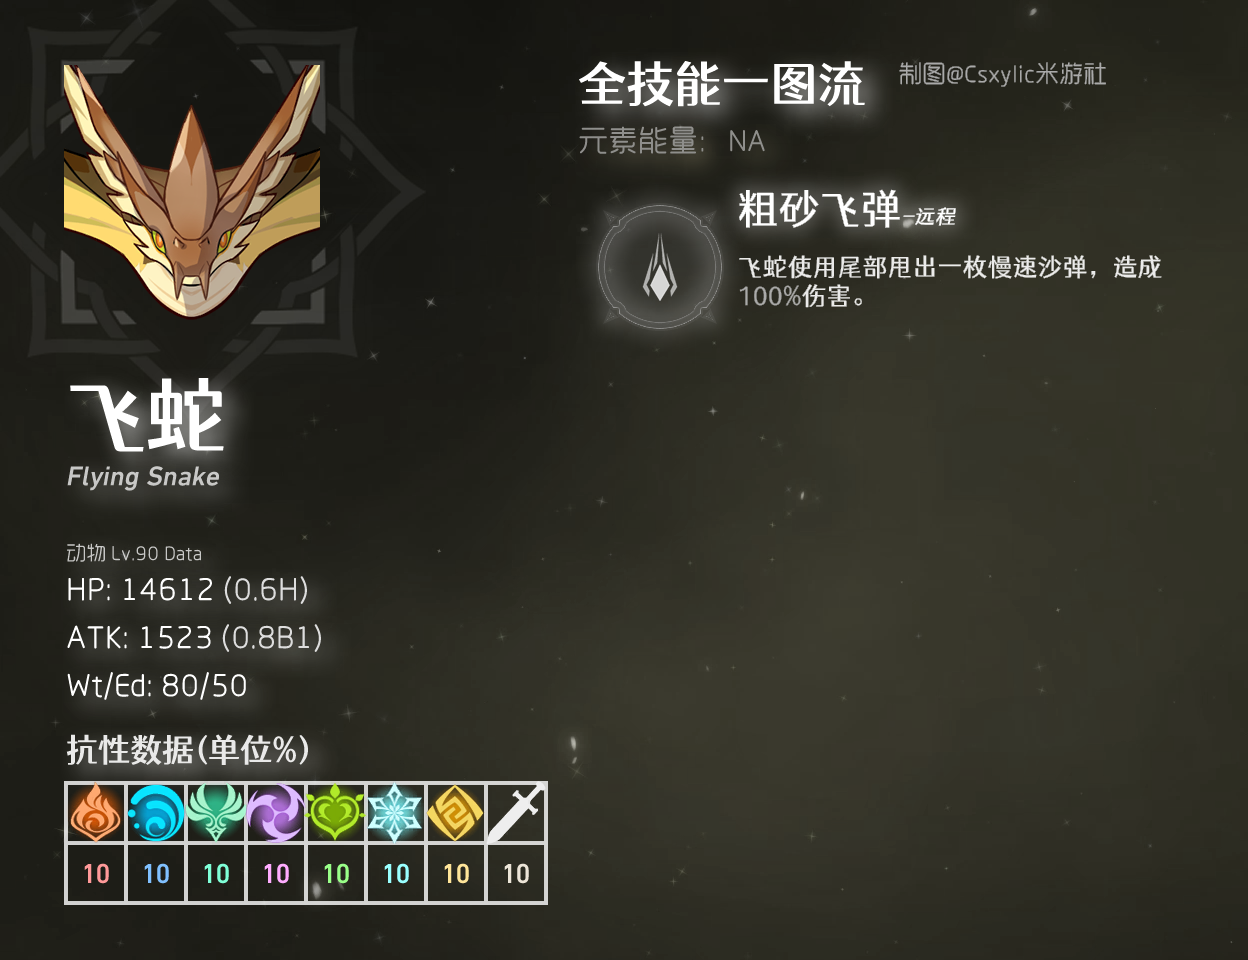 全技能一图流 制图@Csxylic米游社
元素能量: NA
粗砂飞弹-远程
飞蛇使用尾部甩出一枚慢速沙弹，造成
100%伤害。
飞蛇
Flying Snake
动物 Lv.90 Data
HP: 14612 (0.6H)
ATK: 1523 (0.8B1)
Wt/Ed: 80/50
抗性数据(单位%)
10 10 10 10 10 10 10 10